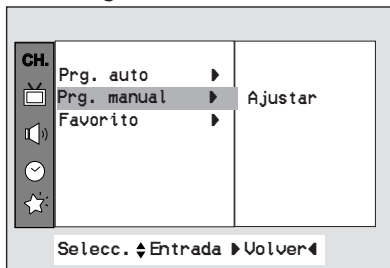 CH.
Prg. auto
Prg. manual Ajustar
Favorito
Selecc. Entrada Volver